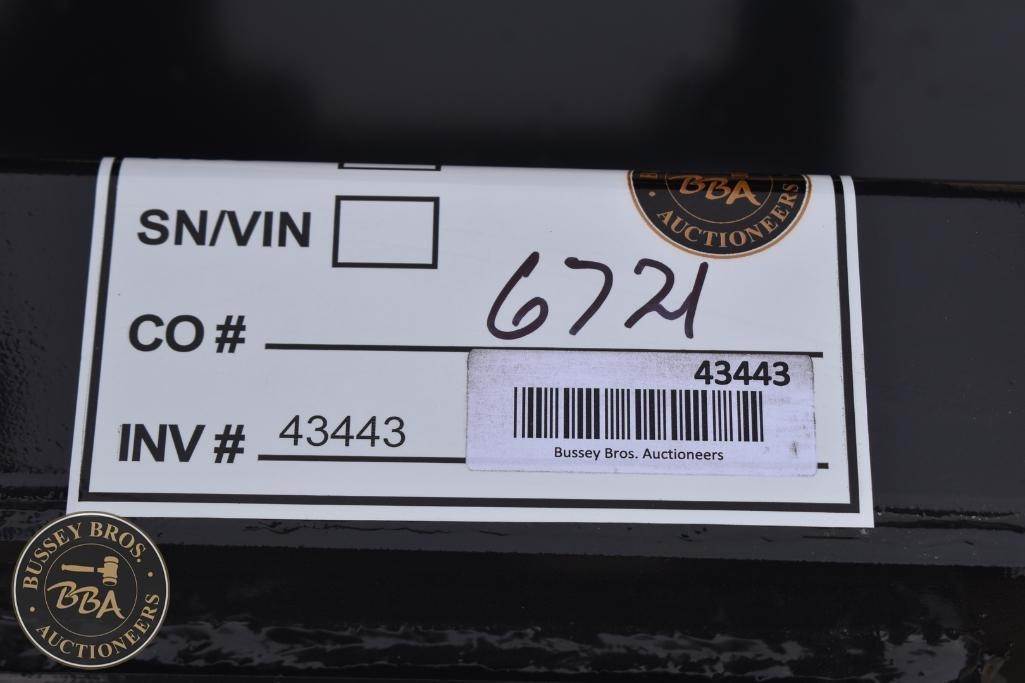 BBA
AUCTIONEERS
SN/VIN
CO # 6721
43443
INV # 43443
Bussey Bros. Auctioneers
BUSSEY BROS.
BBA
AUCTIONEERS